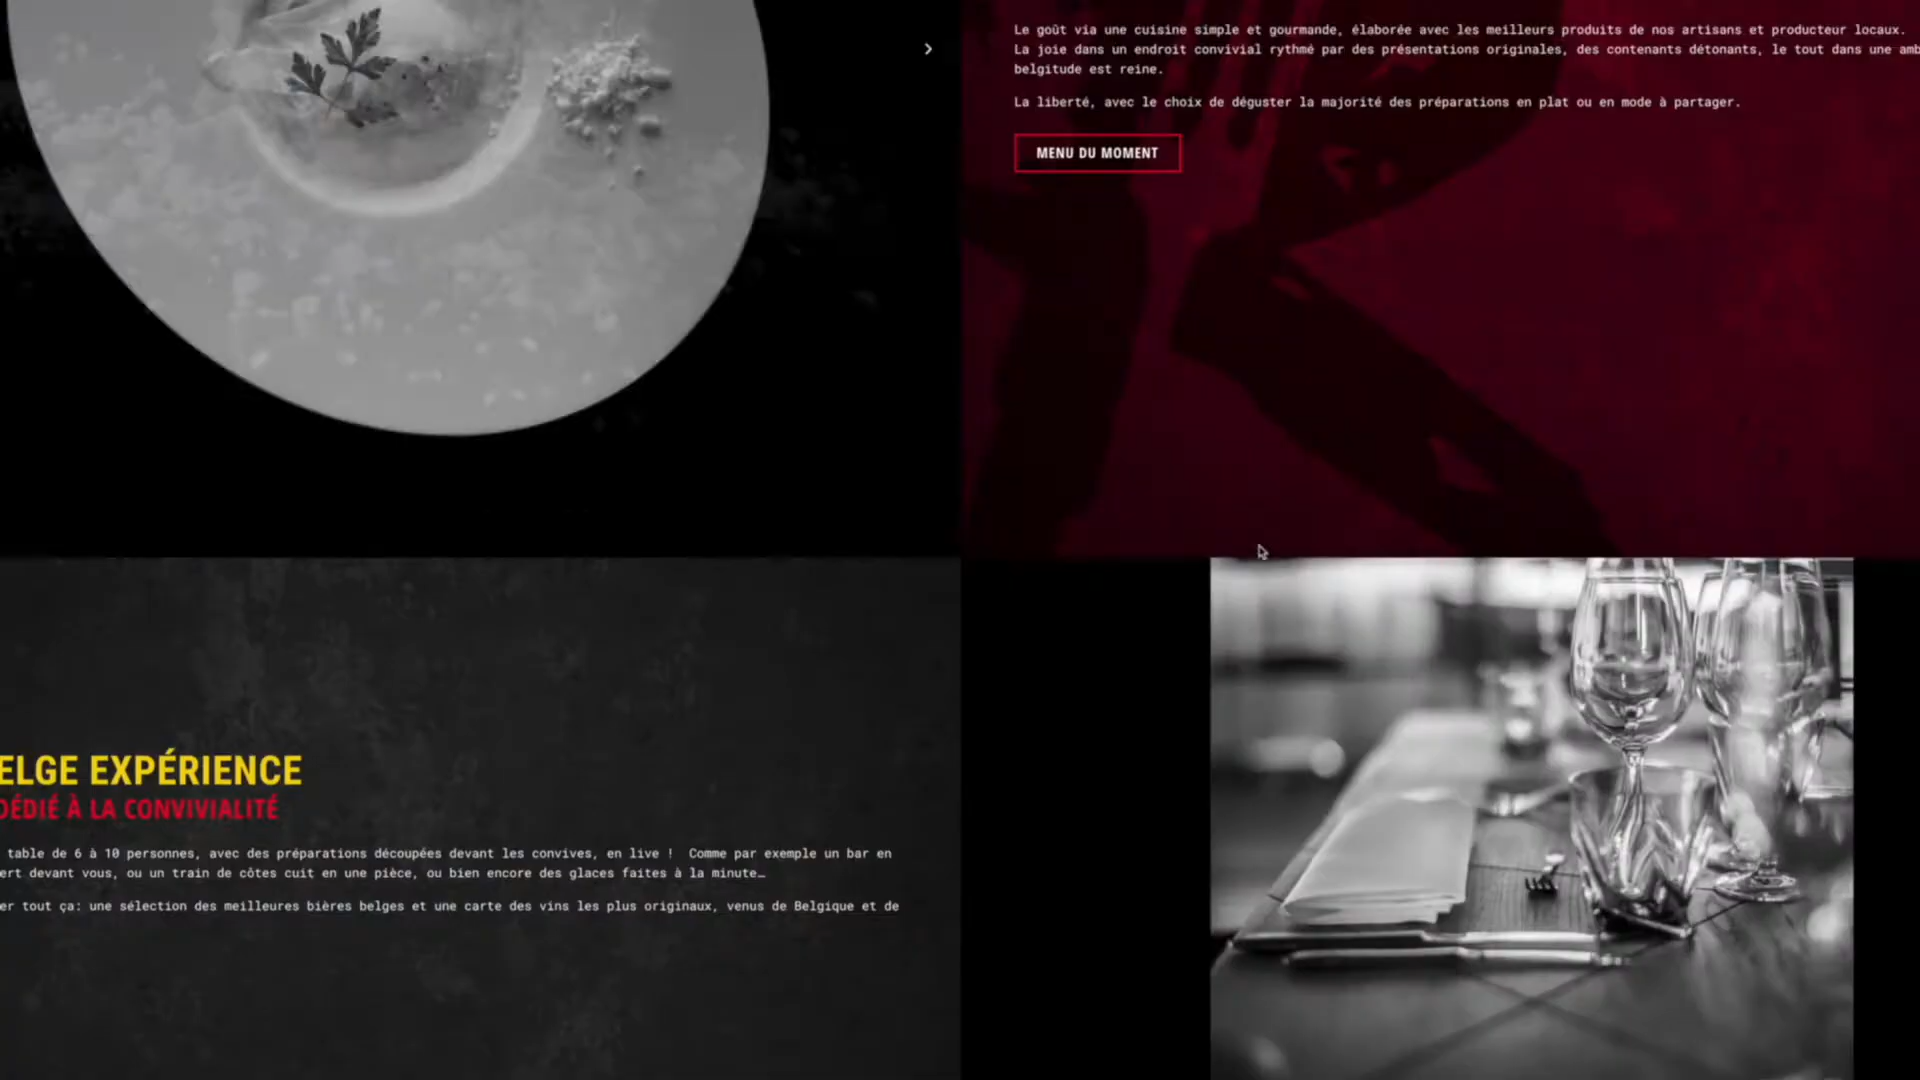 Le goût via une cuisine simple et gourmande, élaborée avec les meilleurs produits de nos artisans et producteur locaux.
La joie dans un endroit convivial rythmé par des présentations originales, des contenants détonants, le tout dans une
belgitude est reine.
La liberté, avec le choix de déguster la majorité des préparations en plat ou en mode à partager.
MENU DU MOMENT
ELGE EXPÉRIENCE
DÉDIÉ À LA CONVIVIALITÉ
table de 6 à 10 personnes, avec des préparations découpées devant les convives, en live ! Comme par exemple un bar en
ert devant vous, ou un train de côtes cuit en une pièce, ou bien encore des glaces faites à la minute…
er tout ça: une sélection des meilleures bières belges et une carte des vins les plus originaux, venus de Belgique et de